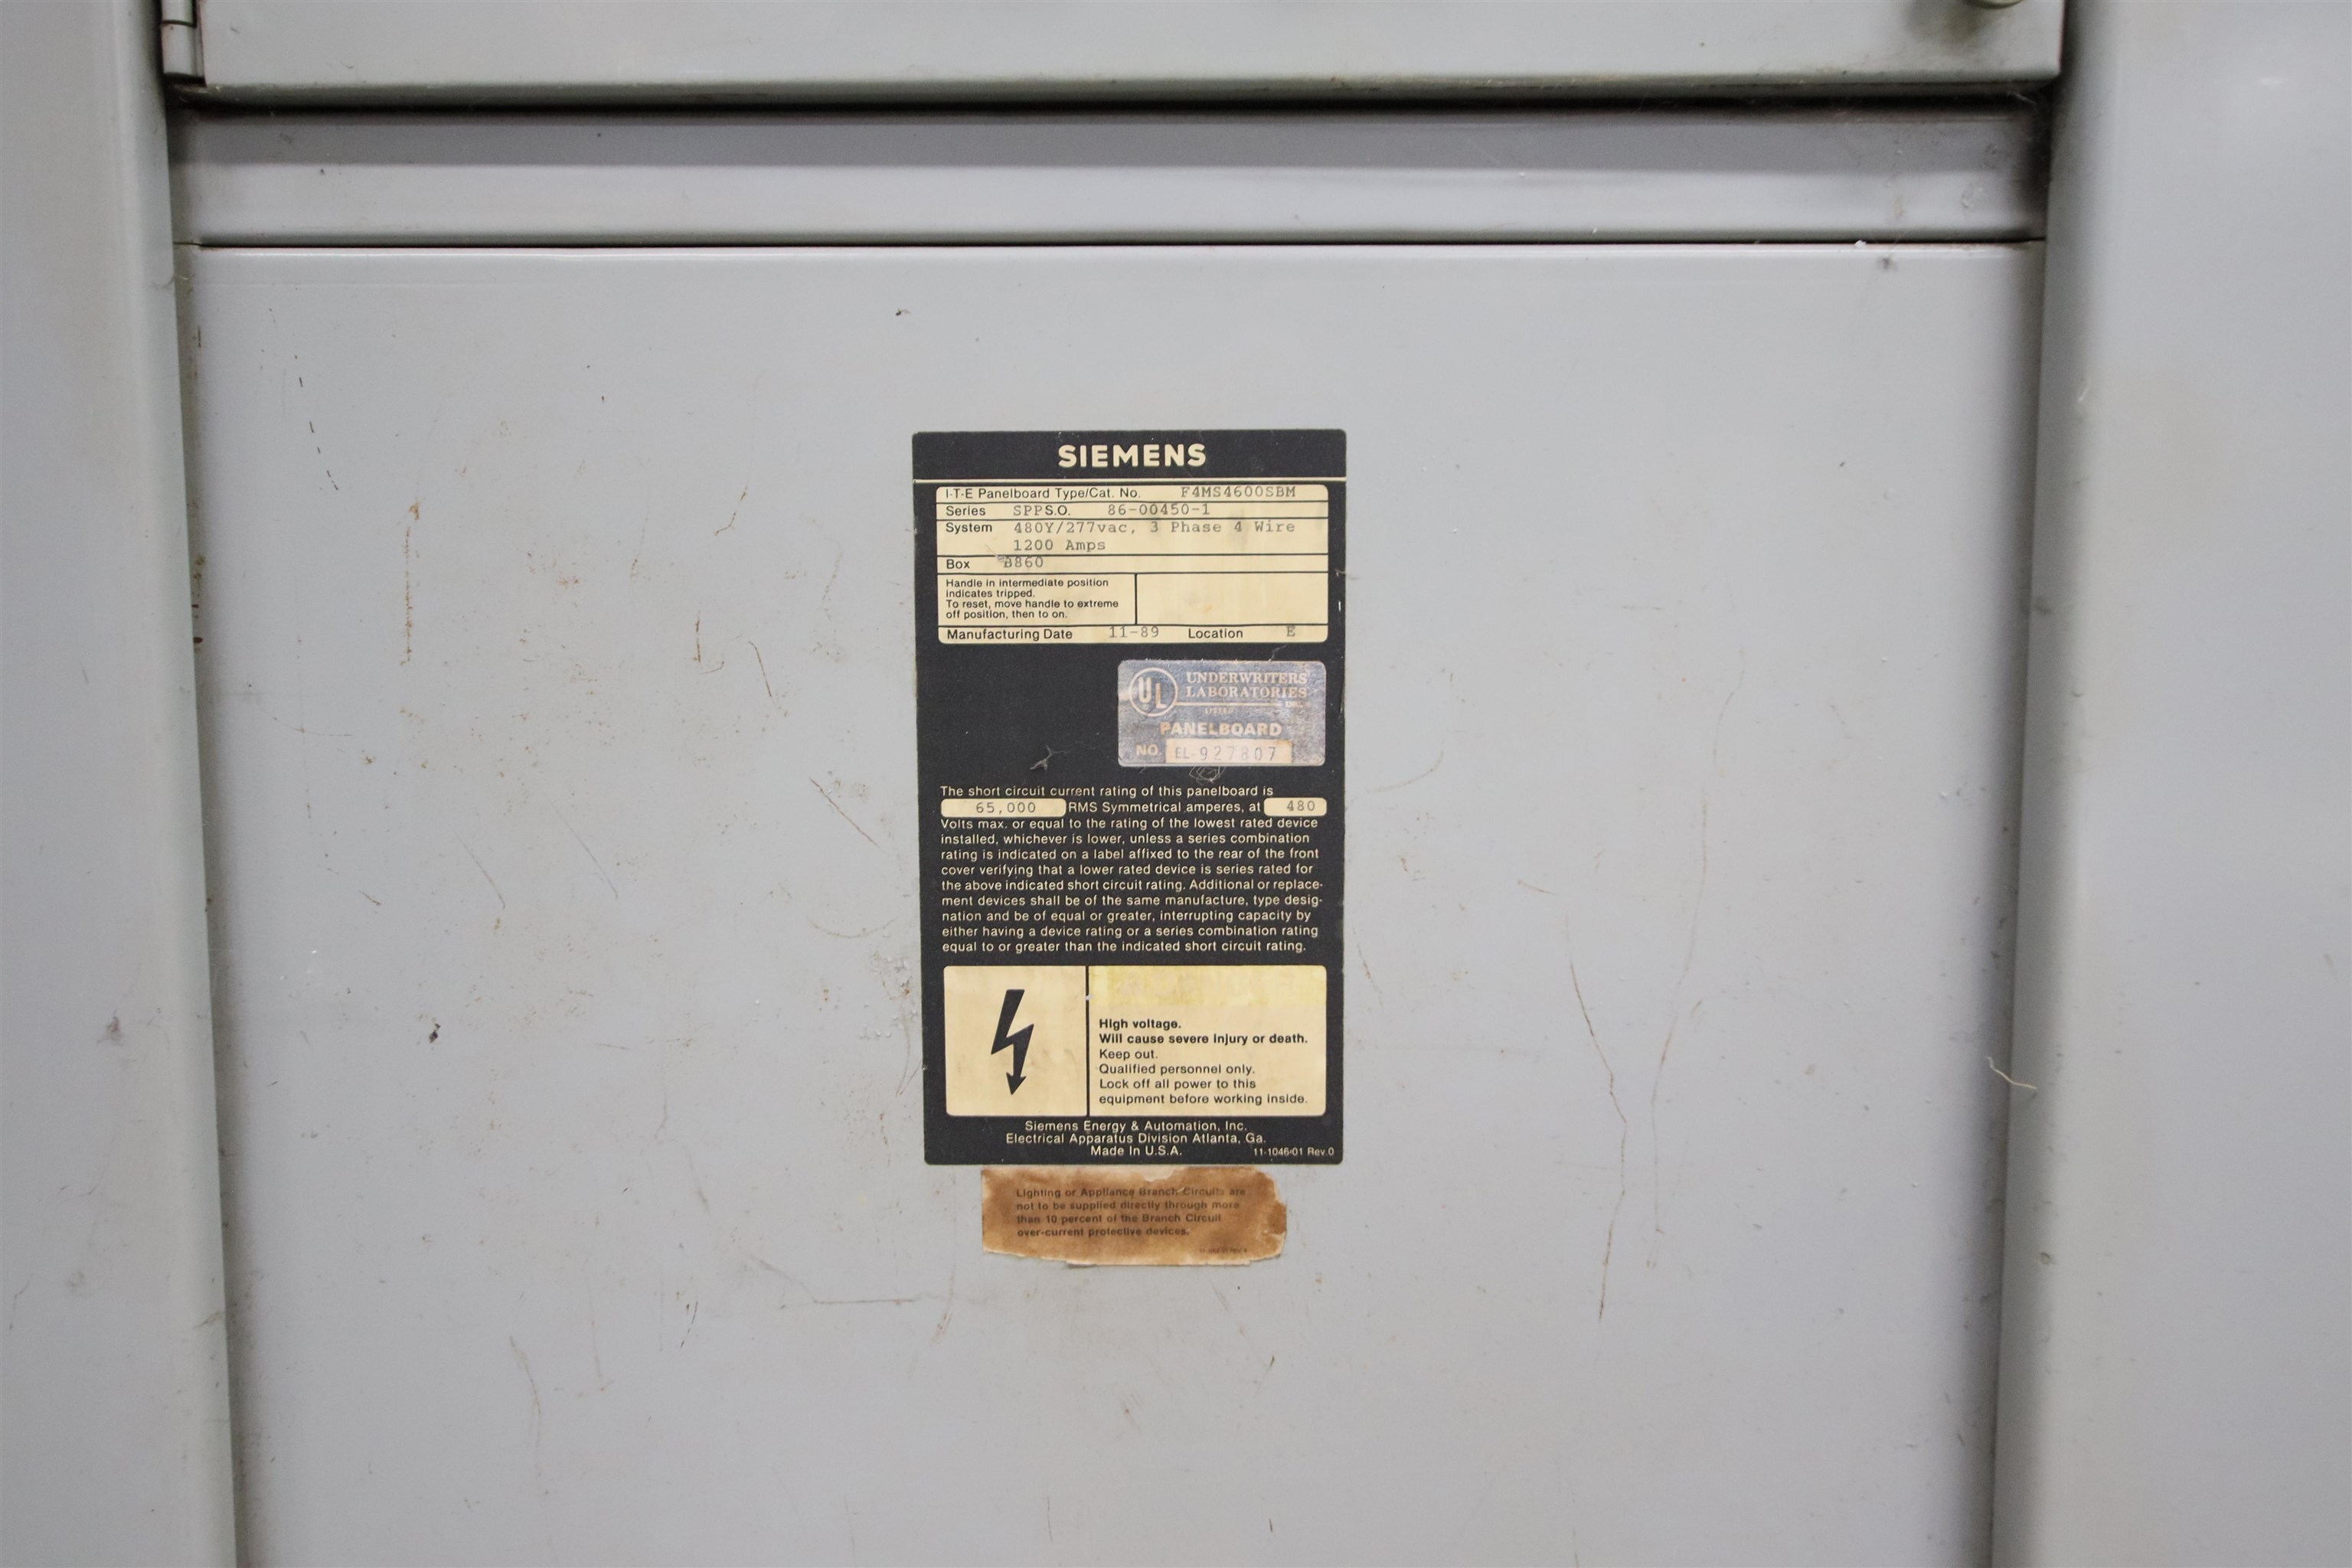 SIEMENS
I-T-E Panelboard Type/Cat. No. F4MS4600SBM
Series SPP S.O. 86-00450-1
System 480Y/277vac, 3 Phase 4 Wire
1200 Amps
Box B860
Handle in intermediate position
indicates tripped.
To reset, move handle to extreme
off position, then to on.
Manufacturing Date 11-89 Location E
UL UNDERWRITERS
LABORATORIES
LISTED INC.®
PANELBOARD
NO. EL-927807
The short circuit current rating of this panelboard is
65,000 RMS Symmetrical amperes, at 480
Volts max. or equal to the rating of the lowest rated device
installed, whichever is lower, unless a series combination
rating is indicated on a label affixed to the rear of the front
cover verifying that a lower rated device is series rated for
the above indicated short circuit rating. Additional or replace-
ment devices shall be of the same manufacture, type desig-
nation and be of equal or greater, interrupting capacity by
either having a device rating or a series combination rating
equal to or greater than the indicated short circuit rating.
High voltage.
Will cause severe injury or death.
Keep out.
Qualified personnel only.
Lock off all power to this
equipment before working inside.
Siemens Energy & Automation, Inc.
Electrical Apparatus Division Atlanta, Ga.
Made In U.S.A. 11-1046-01 Rev.0
Lighting or Appliance Branch Circuits are
not to be supplied directly through more
than 10 percent of the Branch Circuit
over-current protective devices.